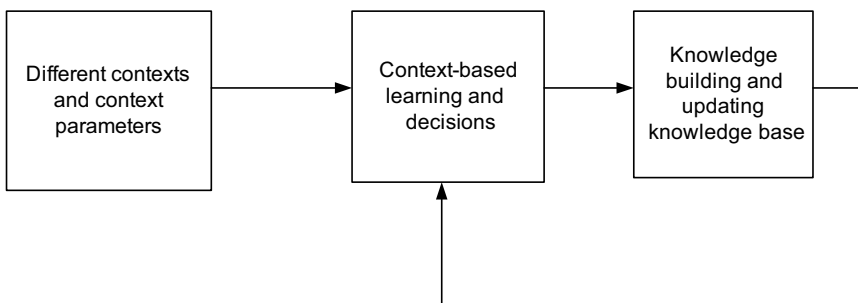 Different contexts
and context
parameters
Context-based
learning and
decisions
Knowledge
building and
updating
knowledge base